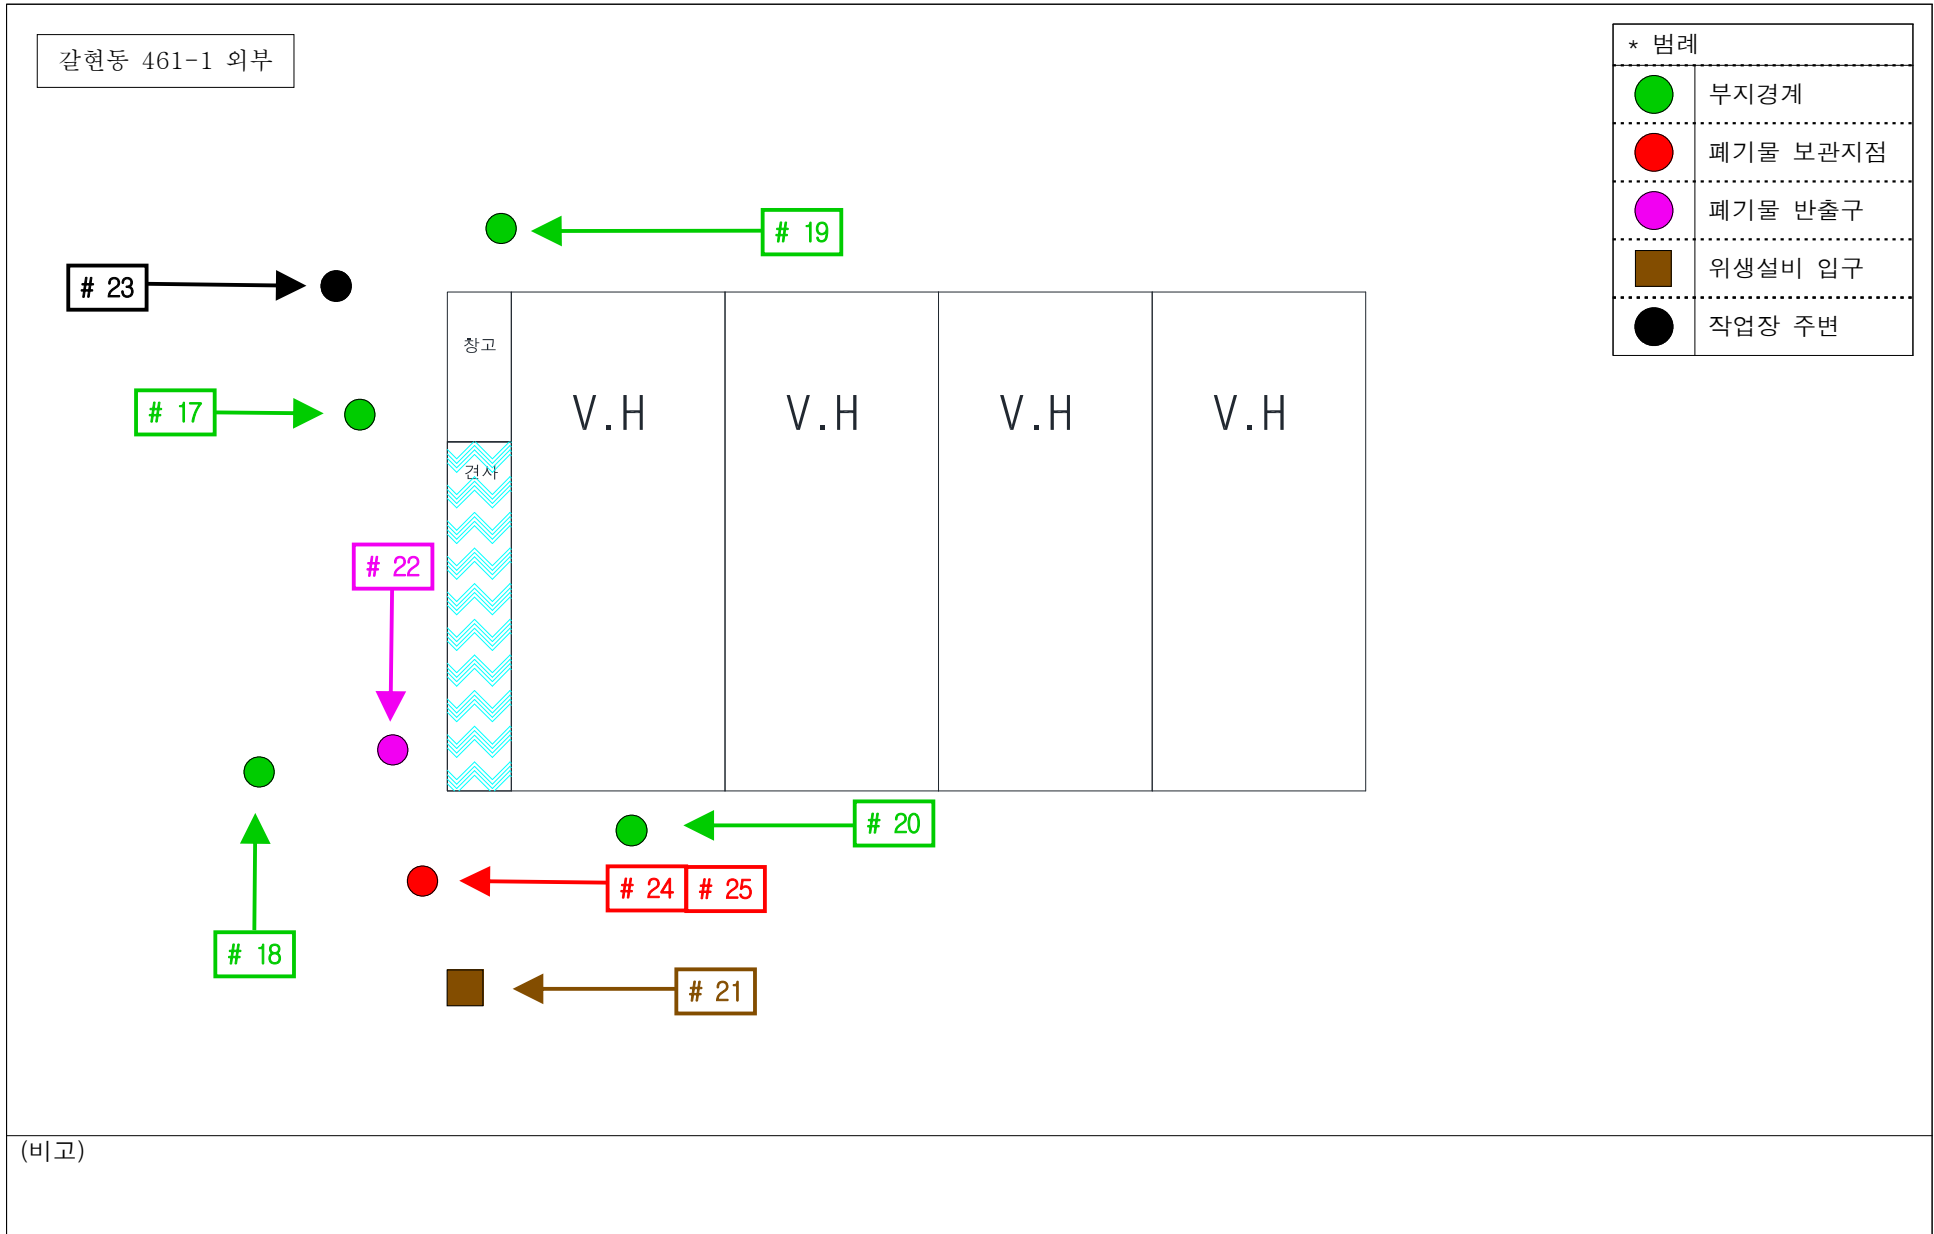 갈현동 461-1 외부
* 범례
부지경계
폐기물 보관지점
폐기물 반출구
위생설비 입구
작업장 주변
# 19
# 23
창고
V.H
V.H
V.H
V.H
# 17
견사
# 22
# 20
# 24
# 25
# 18
# 21
(비고)